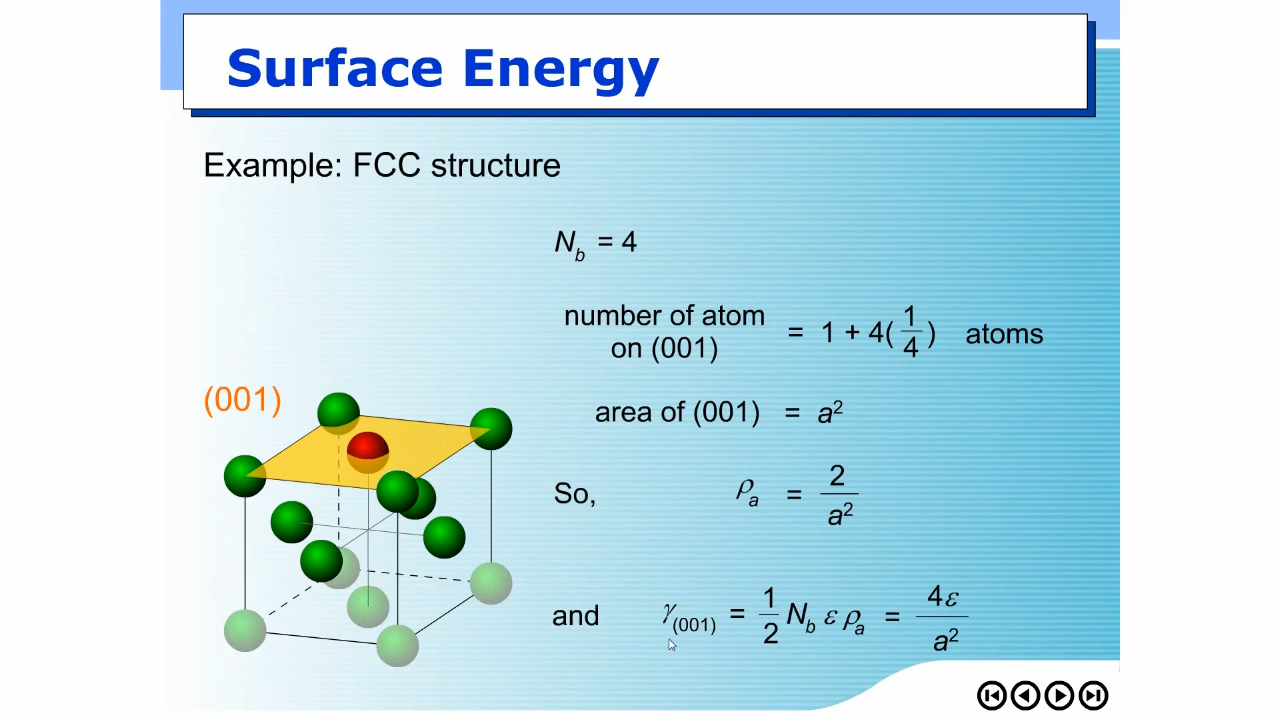 Surface Energy
Example: FCC structure
N_b = 4
number of atom
on (001)
= 1 + 4(1/4) atoms
(001)
area of (001) = a²
So, ρ_a = 2/a²
and γ_(001) = 1/2 N_b ε ρ_a = 4ε/a²